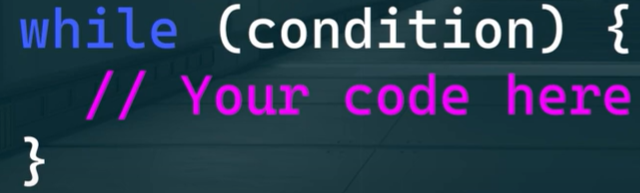 while (condition) {
  // Your code here
}